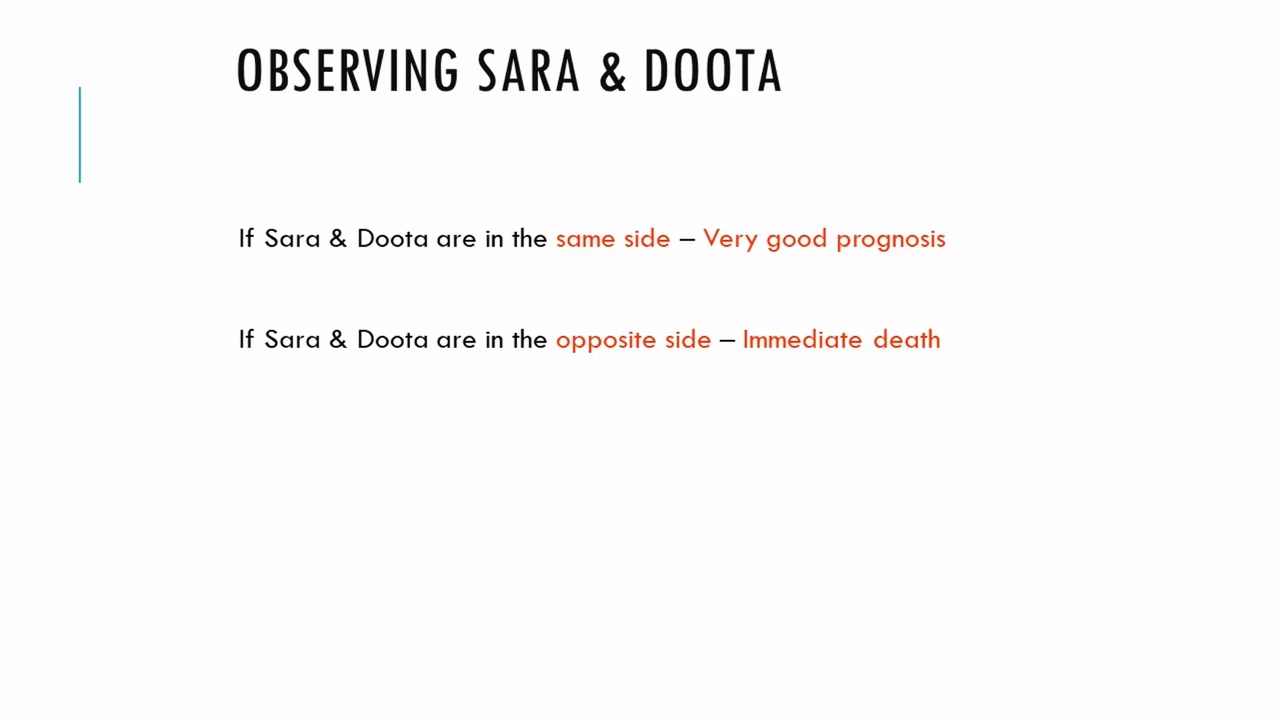 OBSERVING SARA & DOOTA
If Sara & Doota are in the same side – Very good prognosis
If Sara & Doota are in the opposite side – Immediate death